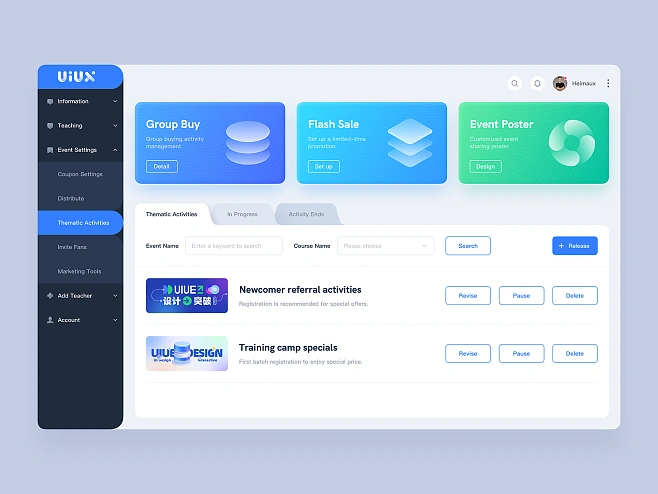 UiUX
Information
Teaching
Event Settings
Coupon Settings
Distribute
Thematic Activities
Invite Fans
Marketing Tools
Add Teacher
Account
Heimaux
Group Buy
Group buying activity
management
Detail
Flash Sale
Set up a limited-time
promotion
Set up
Event Poster
Customized event
sharing poster
Design
Thematic Activities
In Progress
Activity Ends
Event Name
Enter a keyword to search
Course Name
Please choose
Search
+ Release
UIUE
设计 突破
Newcomer referral activities
Registration is recommended for special offers.
Revise
Pause
Delete
UIUE DESIGN
Training camp specials
First batch registration to enjoy special price.
Revise
Pause
Delete